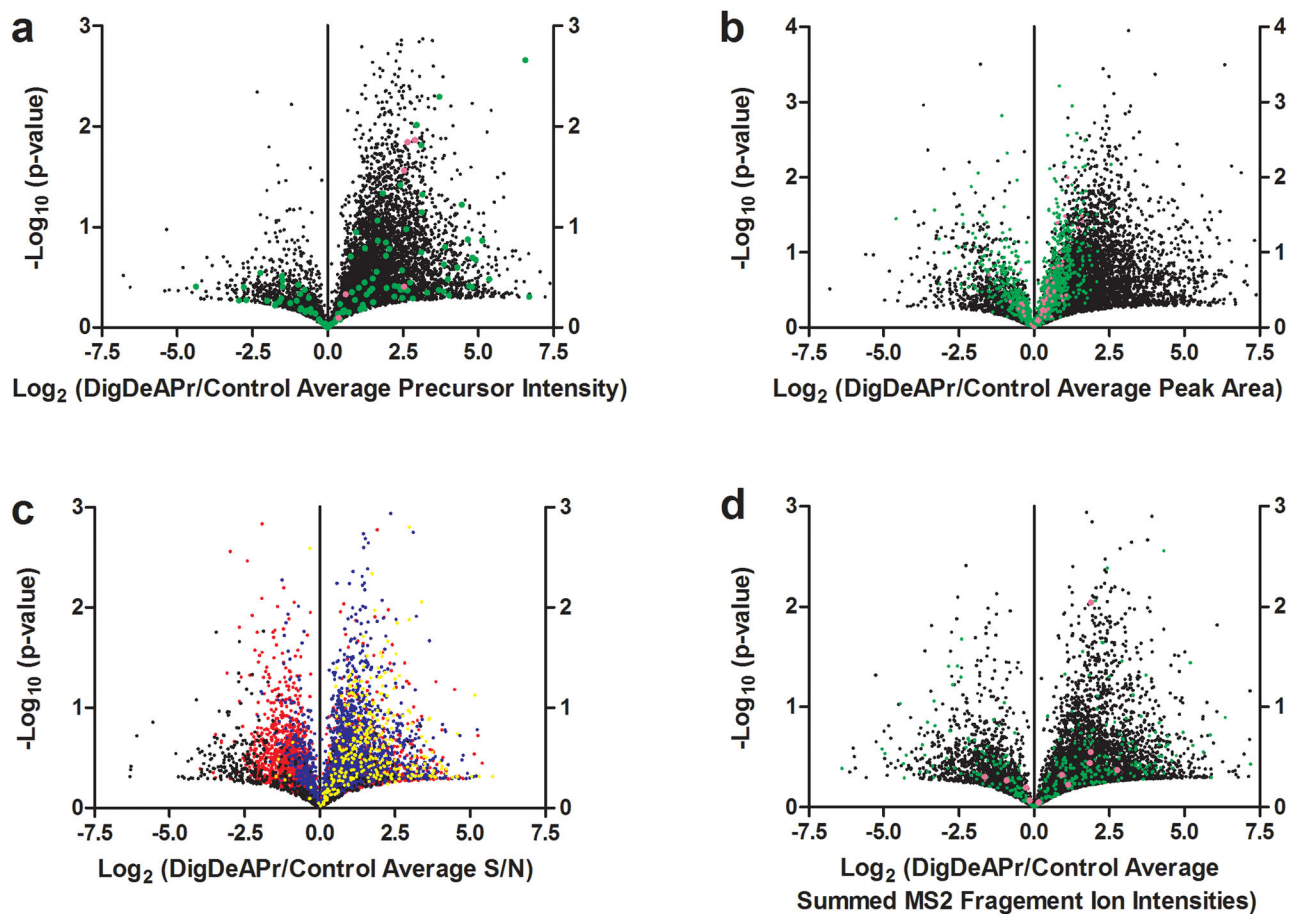 a
3
3
2
2
1
1
0
0
-7.5 -5.0 -2.5 0.0 2.5 5.0 7.5
-Log10 (p-value)
Log2 (DigDeAPr/Control Average Precursor Intensity)
b
4
4
3
3
2
2
1
1
0
0
-7.5 -5.0 -2.5 0.0 2.5 5.0 7.5
-Log10 (p-value)
Log2 (DigDeAPr/Control Average Peak Area)
c
3
3
2
2
1
1
0
0
-7.5 -5.0 -2.5 0.0 2.5 5.0 7.5
-Log10 (p-value)
Log2 (DigDeAPr/Control Average S/N)
d
3
3
2
2
1
1
0
0
-7.5 -5.0 -2.5 0.0 2.5 5.0 7.5
-Log10 (p-value)
Log2 (DigDeAPr/Control Average
Summed MS2 Fragement Ion Intensities)